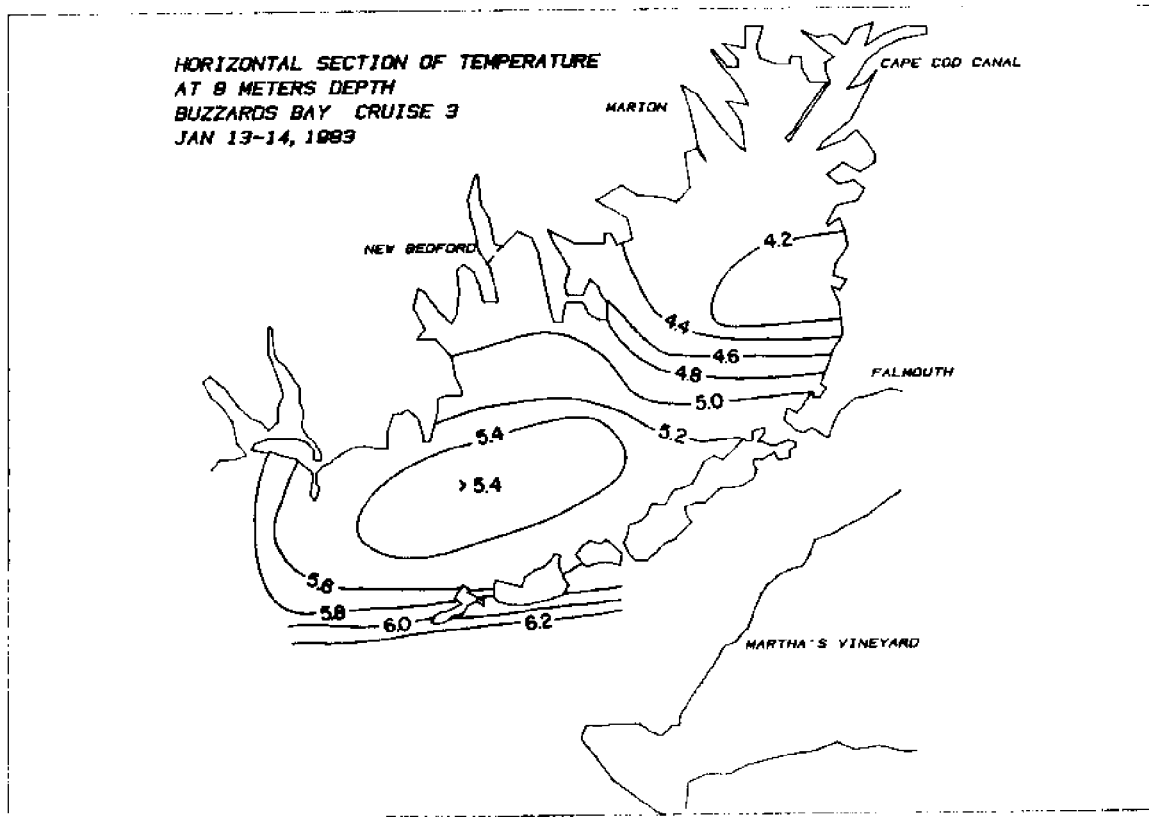 HORIZONTAL SECTION OF TEMPERATURE
AT 8 METERS DEPTH
BUZZARDS BAY CRUISE 3
JAN 13-14, 1983
CAPE COD CANAL
MARION
NEW BEDFORD
4.2
4.4
4.6
4.8
FALMOUTH
5.0
5.2
5.4
> 5.4
5.6
5.8
6.0
6.2
MARTHA'S VINEYARD